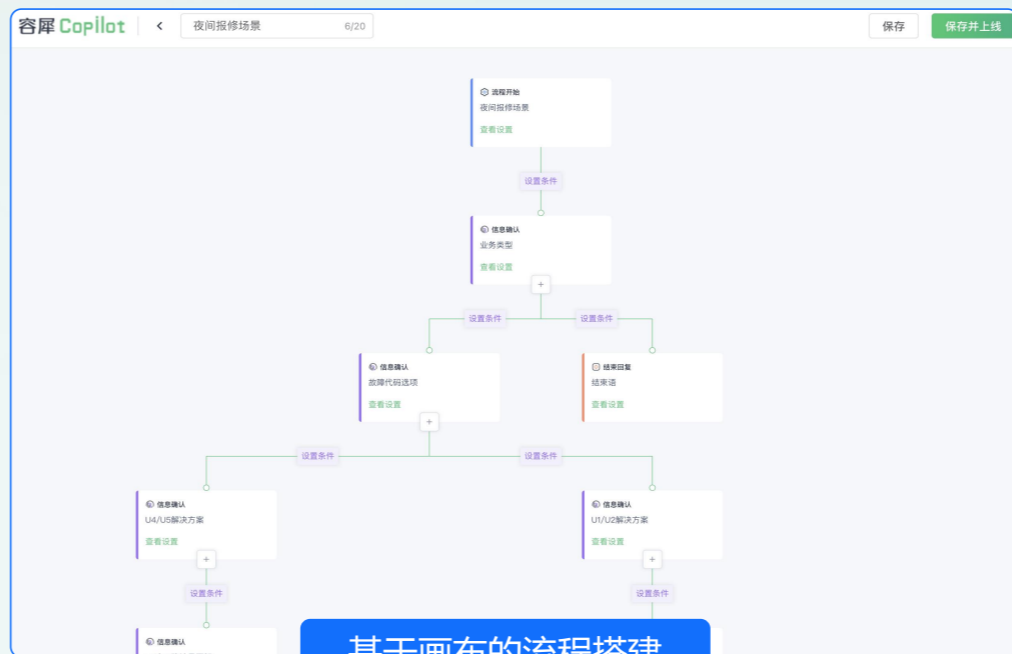 容犀 Copilot
夜间报修场景 6/20
保存
保存并上线
流程开始
夜间报修场景
查看设置
设置条件
信息确认
业务类型
查看设置
+
设置条件
设置条件
信息确认
故障代码选项
查看设置
+
结束回复
结束语
查看设置
设置条件
设置条件
信息确认
U4/U5解决方案
查看设置
+
信息确认
U1/U2解决方案
查看设置
+
设置条件
设置条件
信息确认
基于画布的流程搭建